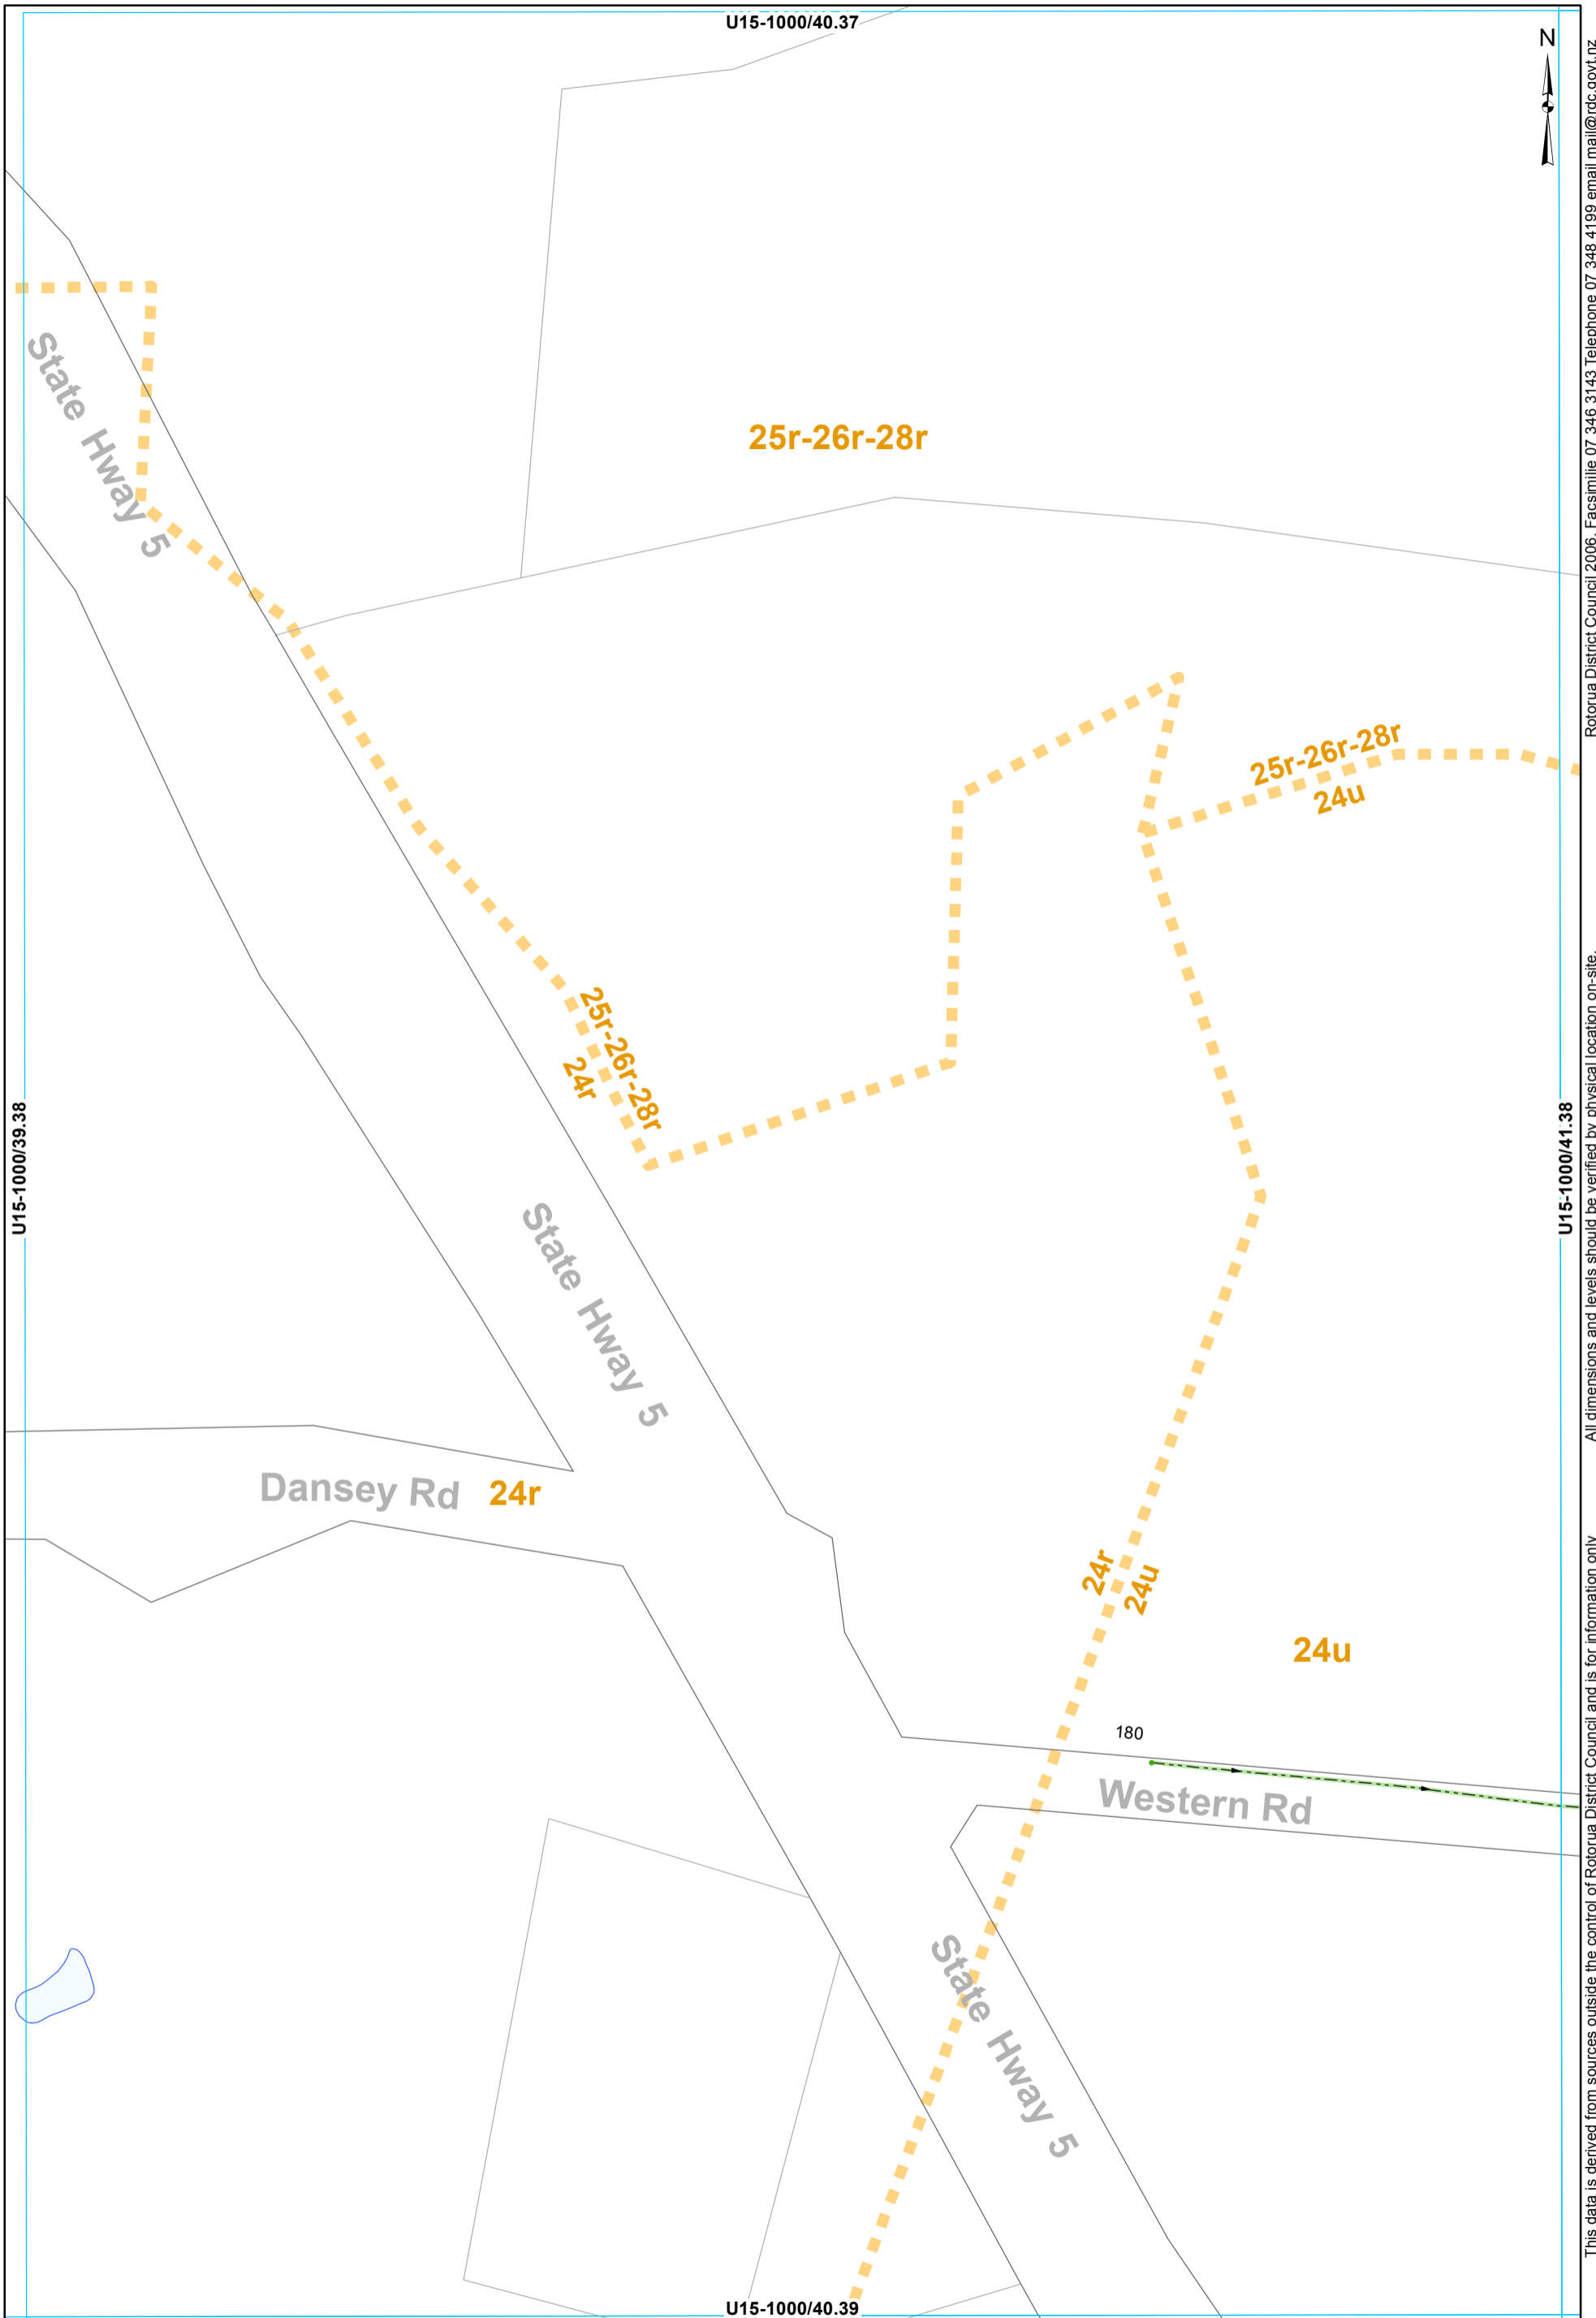 U15-1000/40.37
N
State Hway 5
25r-26r-28r
25r-26r-28r
24u
25r-26r-28r
24r
U15-1000/39.38
U15-1000/41.38
State Hway 5
Dansey Rd
24r
24r
24u
24u
180
Western Rd
State Hway 5
U15-1000/40.39
This data is derived from sources outside the control of Rotorua District Council and is for information only
All dimensions and levels should be verified by physical location on-site.
Rotorua District Council 2006. Facsimilie 07 346 3143 Telephone 07 348 4199 email mail@rdc.govt.nz